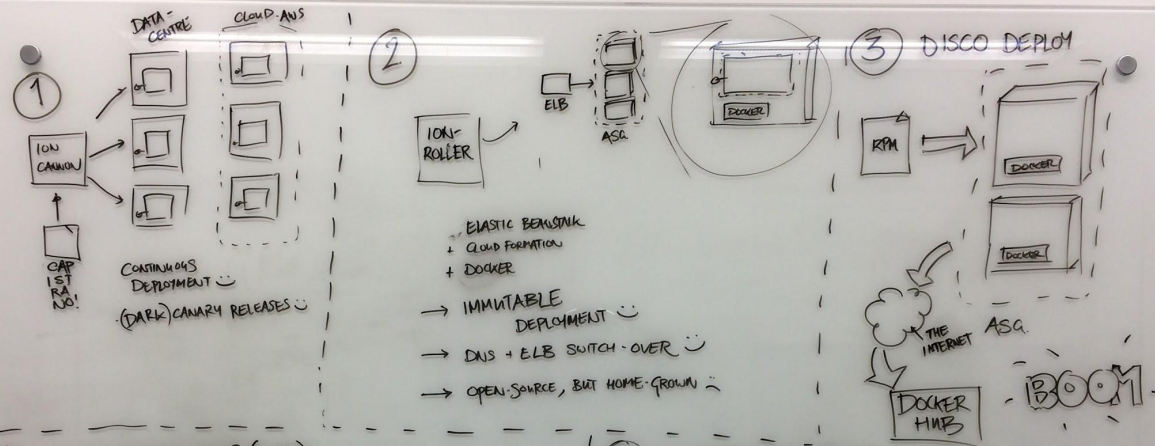 1
DATA-
CENTRE
CLOUD-AWS
ION
CANNON
CAP
IST
RA
NO!
CONTINUOUS
DEPLOYMENT
(DARK) CANARY RELEASES
2
ION-
ROLLER
ELB
ASG
DOCKER
ELASTIC BEANSTALK
+ CLOUD FORMATION
+ DOCKER
→ IMMUTABLE
DEPLOYMENT
→ DNS + ELB SWITCH-OVER
→ OPEN-SOURCE, BUT HOME-GROWN
3 DISCO DEPLOY
RPM
DOCKER
DOCKER
ASG.
THE
INTERNET
DOCKER
HUB
BOOM